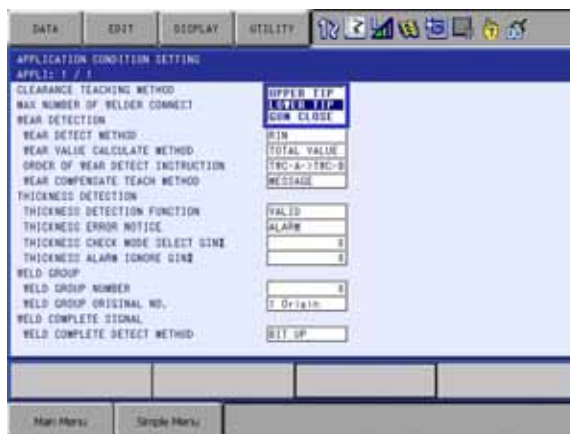 DATA EDIT DISPLAY UTILITY
APPLICATION CONDITION SETTING
APPLI: 1 / 1
CLEARANCE TEACHING METHOD UPPER TIP
MAX NUMBER OF WELDER CONNECT LOWER TIP
WEAR DETECTION GUN CLOSE
WEAR DETECT METHOD RIN
WEAR VALUE CALCULATE METHOD TOTAL VALUE
ORDER OF WEAR DETECT INSTRUCTION TWC-A->TWC-B
WEAR COMPENSATE TEACH METHOD MESSAGE
THICKNESS DETECTION
THICKNESS DETECTION FUNCTION VALID
THICKNESS ERROR NOTICE ALARM
THICKNESS CHECK MODE SELECT GIN# 0
THICKNESS ALARM IGNORE GIN# 0
WELD GROUP
WELD GROUP NUMBER 0
WELD GROUP ORIGINAL NO. Origin
WELD COMPLETE SIGNAL
WELD COMPLETE DETECT METHOD BIT UP
Main Menu Simple Menu